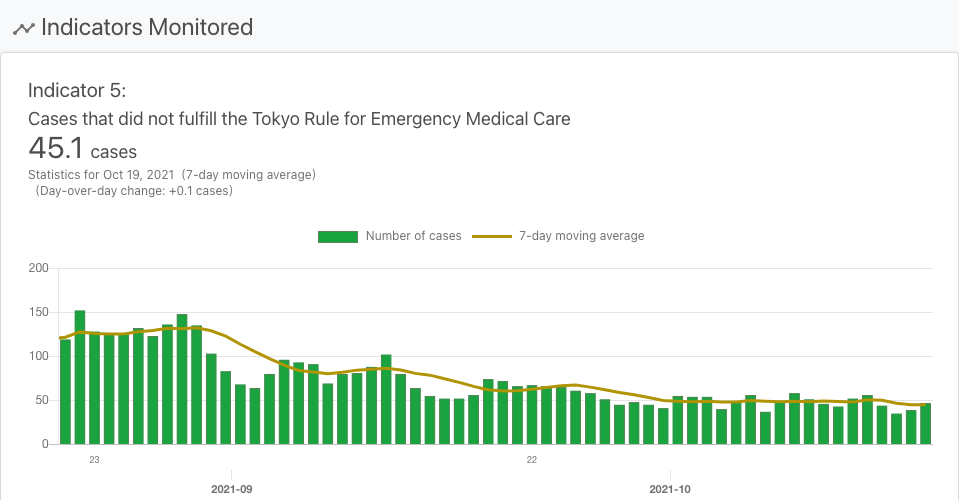 Indicators Monitored
Indicator 5:
Cases that did not fulfill the Tokyo Rule for Emergency Medical Care
45.1 cases
Statistics for Oct 19, 2021 (7-day moving average)
(Day-over-day change: +0.1 cases)
Number of cases 7-day moving average
200
150
100
50
0
23 22
2021-09 2021-10